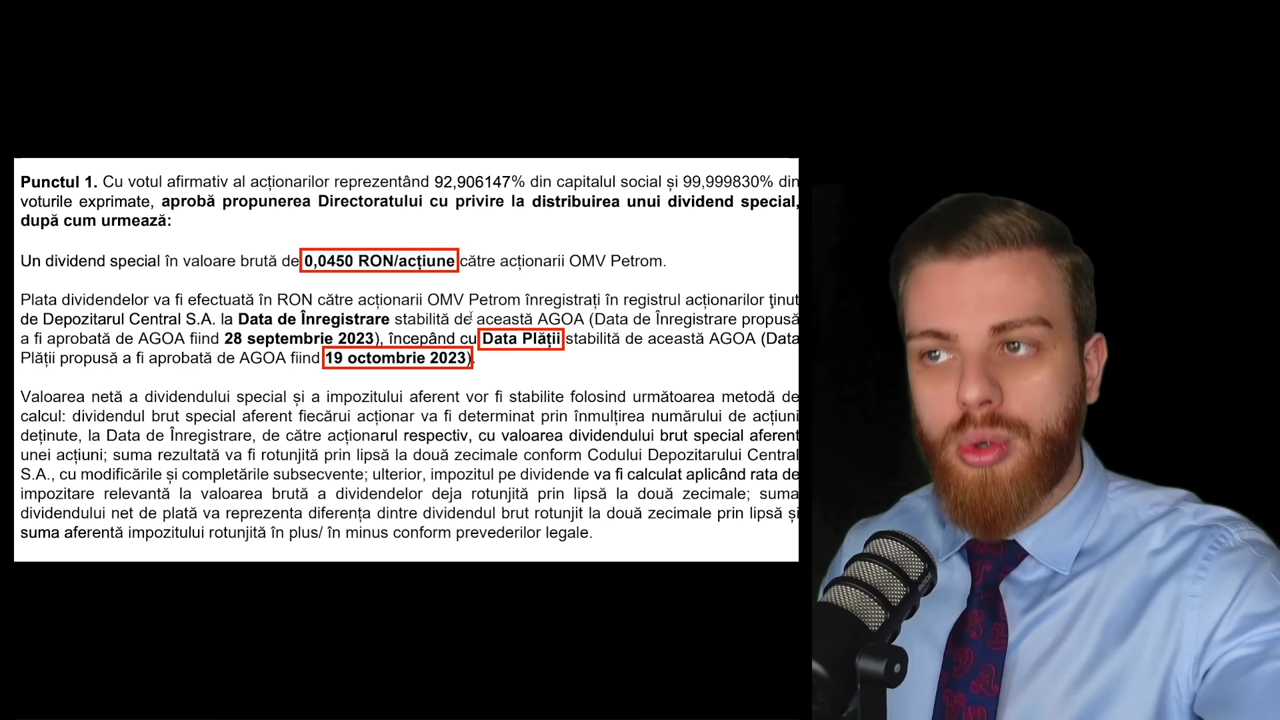 Punctul 1. Cu votul afirmativ al acționarilor reprezentând 92,906147% din capitalul social și 99,999830% din
voturile exprimate, aprobă propunerea Directoratului cu privire la distribuirea unui dividend special,
după cum urmează:
Un dividend special în valoare brută de 0,0450 RON/acțiune către acționarii OMV Petrom.
Plata dividendelor va fi efectuată în RON către acționarii OMV Petrom înregistrați în registrul acționarilor ţinut
de Depozitarul Central S.A. la Data de Înregistrare stabilită de această AGOA (Data de Înregistrare propusă
a fi aprobată de AGOA fiind 28 septembrie 2023), începând cu Data Plății stabilită de această AGOA (Data
Plății propusă a fi aprobată de AGOA fiind 19 octombrie 2023).
Valoarea netă a dividendului special și a impozitului aferent vor fi stabilite folosind următoarea metodă de
calcul: dividendul brut special aferent fiecărui acționar va fi determinat prin înmulțirea numărului de acțiuni
deținute, la Data de Înregistrare, de către acționarul respectiv, cu valoarea dividendului brut special aferent
unei acțiuni; suma rezultată va fi rotunjită prin lipsă la două zecimale conform Codului Depozitarului Central
S.A., cu modificările și completările subsecvente; ulterior, impozitul pe dividende va fi calculat aplicând rata de
impozitare relevantă la valoarea brută a dividendelor deja rotunjită prin lipsă la două zecimale; suma
dividendului net de plată va reprezenta diferența dintre dividendul brut rotunjit la două zecimale prin lipsă și
suma aferentă impozitului rotunjită în plus/ în minus conform prevederilor legale.